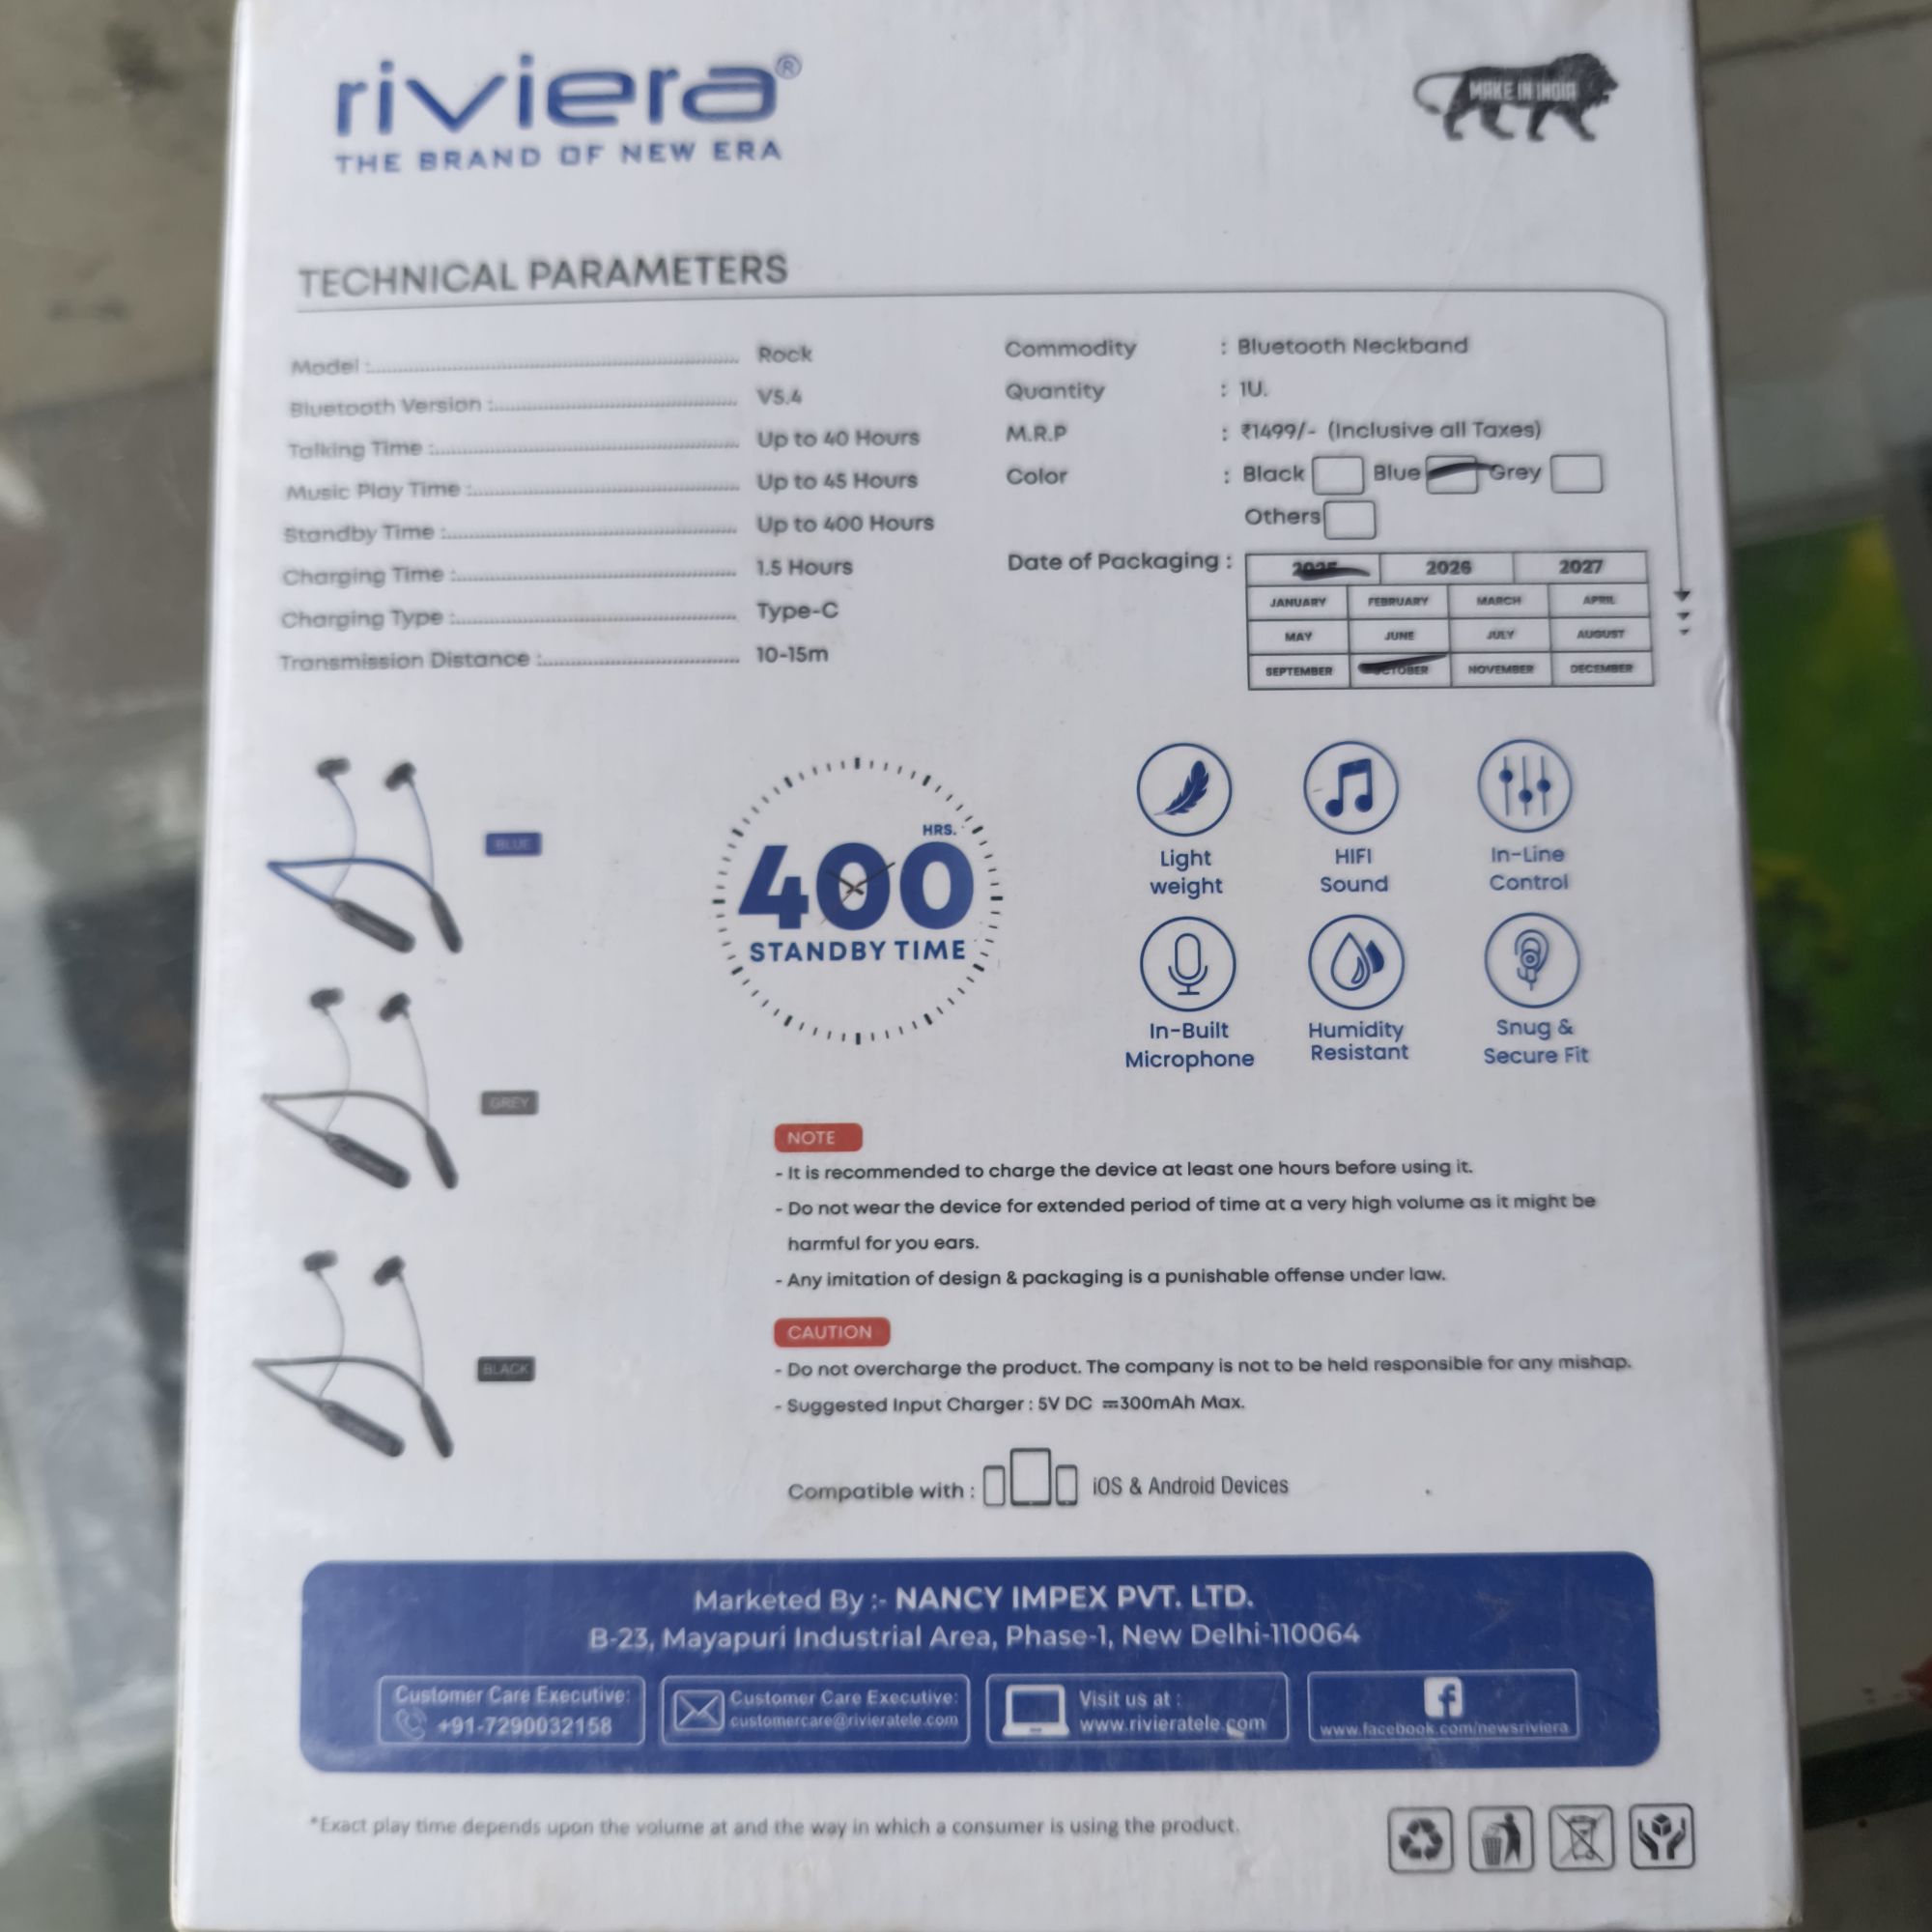 riviera®
THE BRAND OF NEW ERA
MAKE IN INDIA
TECHNICAL PARAMETERS
Model :........ Rock
Bluetooth Version :........ V5.4
Talking Time :........ Up to 40 Hours
Music Play Time :........ Up to 45 Hours
Standby Time :........ Up to 400 Hours
Charging Time :........ 1.5 Hours
Charging Type :........ Type-C
Transmission Distance :........ 10-15m
Commodity : Bluetooth Neckband
Quantity : 1U.
M.R.P : ₹1499/- (Inclusive all Taxes)
Color : Black Blue Grey
Others
Date of Packaging : 2025 2026 2027
JANUARY FEBRUARY MARCH APRIL
MAY JUNE JULY AUGUST
SEPTEMBER OCTOBER NOVEMBER DECEMBER
BLUE
GREY
BLACK
HRS.
400
STANDBY TIME
Light
weight
HIFI
Sound
In-Line
Control
In-Built
Microphone
Humidity
Resistant
Snug &
Secure Fit
NOTE
- It is recommended to charge the device at least one hours before using it.
- Do not wear the device for extended period of time at a very high volume as it might be
harmful for you ears.
- Any imitation of design & packaging is a punishable offense under law.
CAUTION
- Do not overcharge the product. The company is not to be held responsible for any mishap.
- Suggested Input Charger : 5V DC ⎓300mAh Max.
Compatible with : iOS & Android Devices
Marketed By :- NANCY IMPEX PVT. LTD.
B-23, Mayapuri Industrial Area, Phase-1, New Delhi-110064
Customer Care Executive:
+91-7290032158
Customer Care Executive:
customercare@rivieratele.com
Visit us at :
www.rivieratele.com
f
www.facebook.com/newsriviera
*Exact play time depends upon the volume at and the way in which a consumer is using the product.